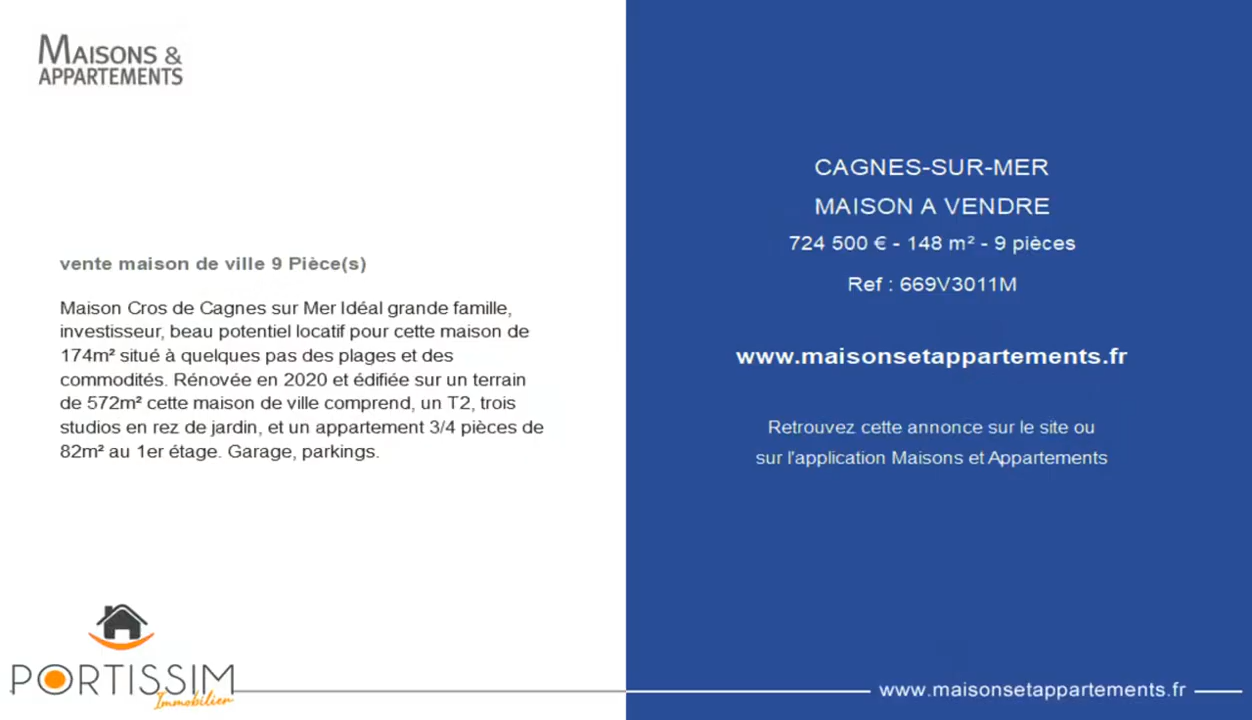 MAISONS &
APPARTEMENTS
vente maison de ville 9 Pièce(s)
Maison Cros de Cagnes sur Mer Idéal grande famille,
investisseur, beau potentiel locatif pour cette maison de
174m² situé à quelques pas des plages et des
commodités. Rénovée en 2020 et édifiée sur un terrain
de 572m² cette maison de ville comprend, un T2, trois
studios en rez de jardin, et un appartement 3/4 pièces de
82m² au 1er étage. Garage, parkings.
PORTISSIM
Immobilier
CAGNES-SUR-MER
MAISON A VENDRE
724 500 € - 148 m² - 9 pièces
Ref : 669V3011M
www.maisonsetappartements.fr
Retrouvez cette annonce sur le site ou
sur l'application Maisons et Appartements
www.maisonsetappartements.fr